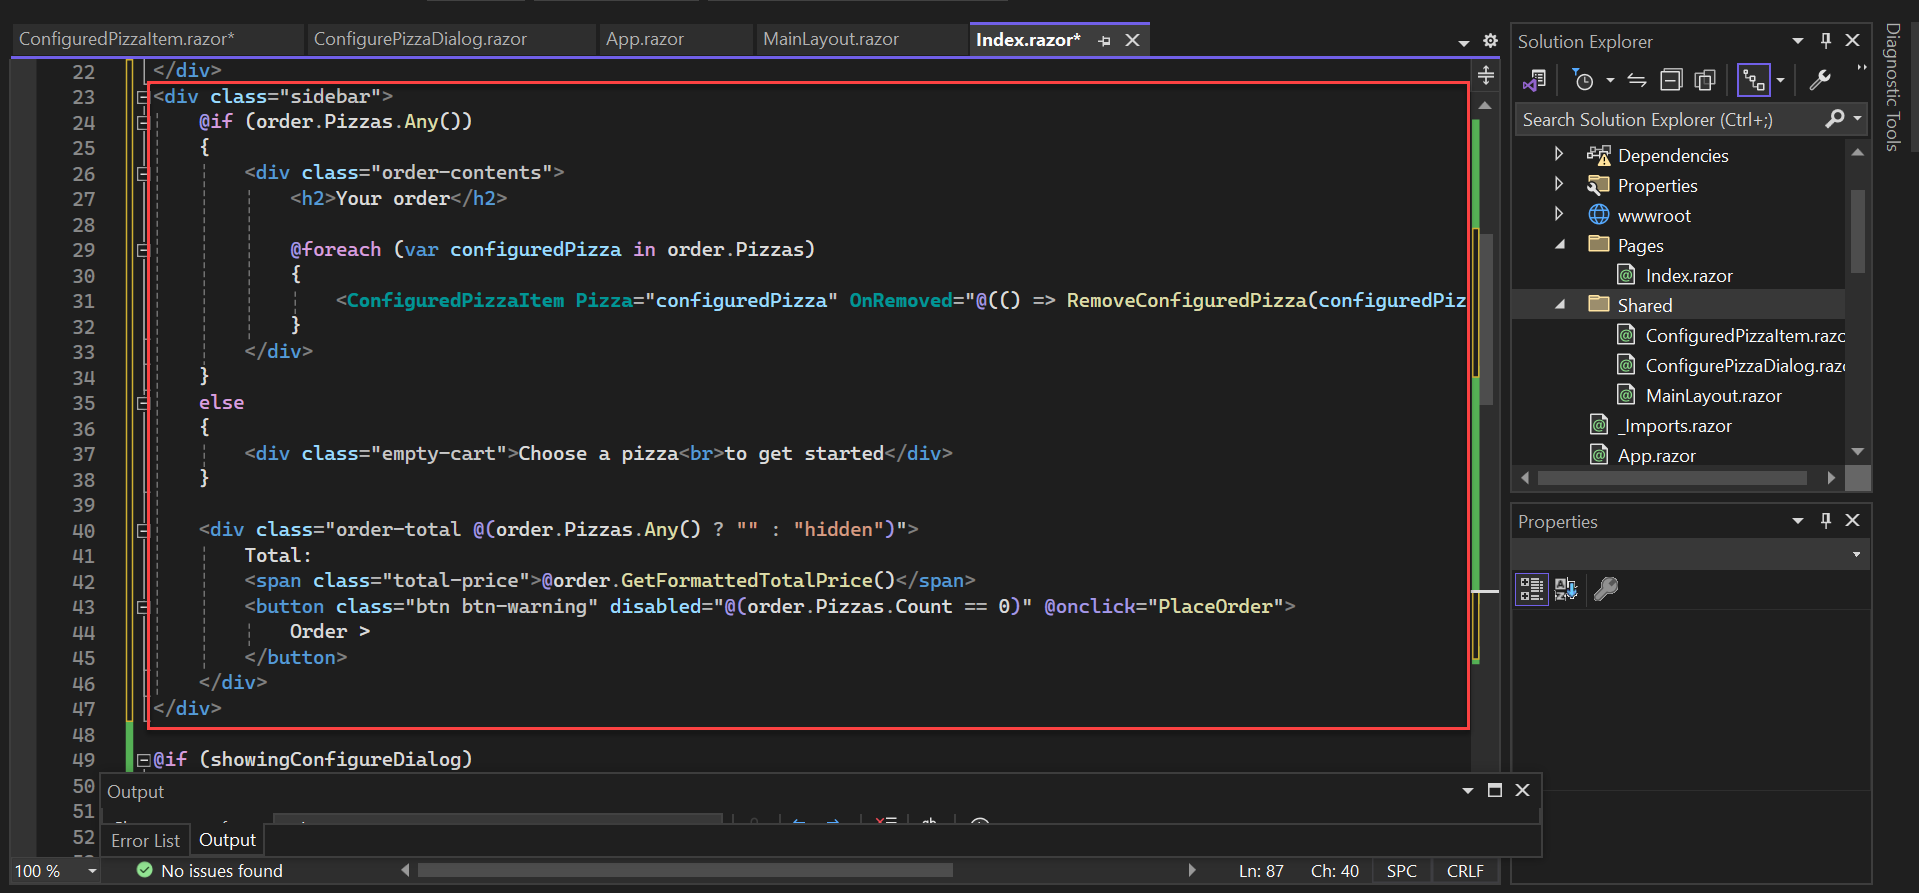 ConfiguredPizzaItem.razor*
ConfigurePizzaDialog.razor
App.razor
MainLayout.razor
Index.razor*
22 </div>
23 <div class="sidebar">
24 @if (order.Pizzas.Any())
25 {
26 <div class="order-contents">
27 <h2>Your order</h2>
28
29 @foreach (var configuredPizza in order.Pizzas)
30 {
31 <ConfiguredPizzaItem Pizza="configuredPizza" OnRemoved="@(() => RemoveConfiguredPizza(configuredPiz
32 }
33 </div>
34 }
35 else
36 {
37 <div class="empty-cart">Choose a pizza<br>to get started</div>
38 }
39
40 <div class="order-total @(order.Pizzas.Any() ? "" : "hidden")">
41 Total:
42 <span class="total-price">@order.GetFormattedTotalPrice()</span>
43 <button class="btn btn-warning" disabled="@(order.Pizzas.Count == 0)" @onclick="PlaceOrder">
44 Order >
45 </button>
46 </div>
47 </div>
48
49 @if (showingConfigureDialog)
50
51
52
Output
Error List
Output
100 %
No issues found
Ln: 87
Ch: 40
SPC
CRLF
Solution Explorer
Search Solution Explorer (Ctrl+;)
Dependencies
Properties
wwwroot
Pages
Index.razor
Shared
ConfiguredPizzaItem.razo
ConfigurePizzaDialog.raz
MainLayout.razor
_Imports.razor
App.razor
Properties
Diagnostic Tools